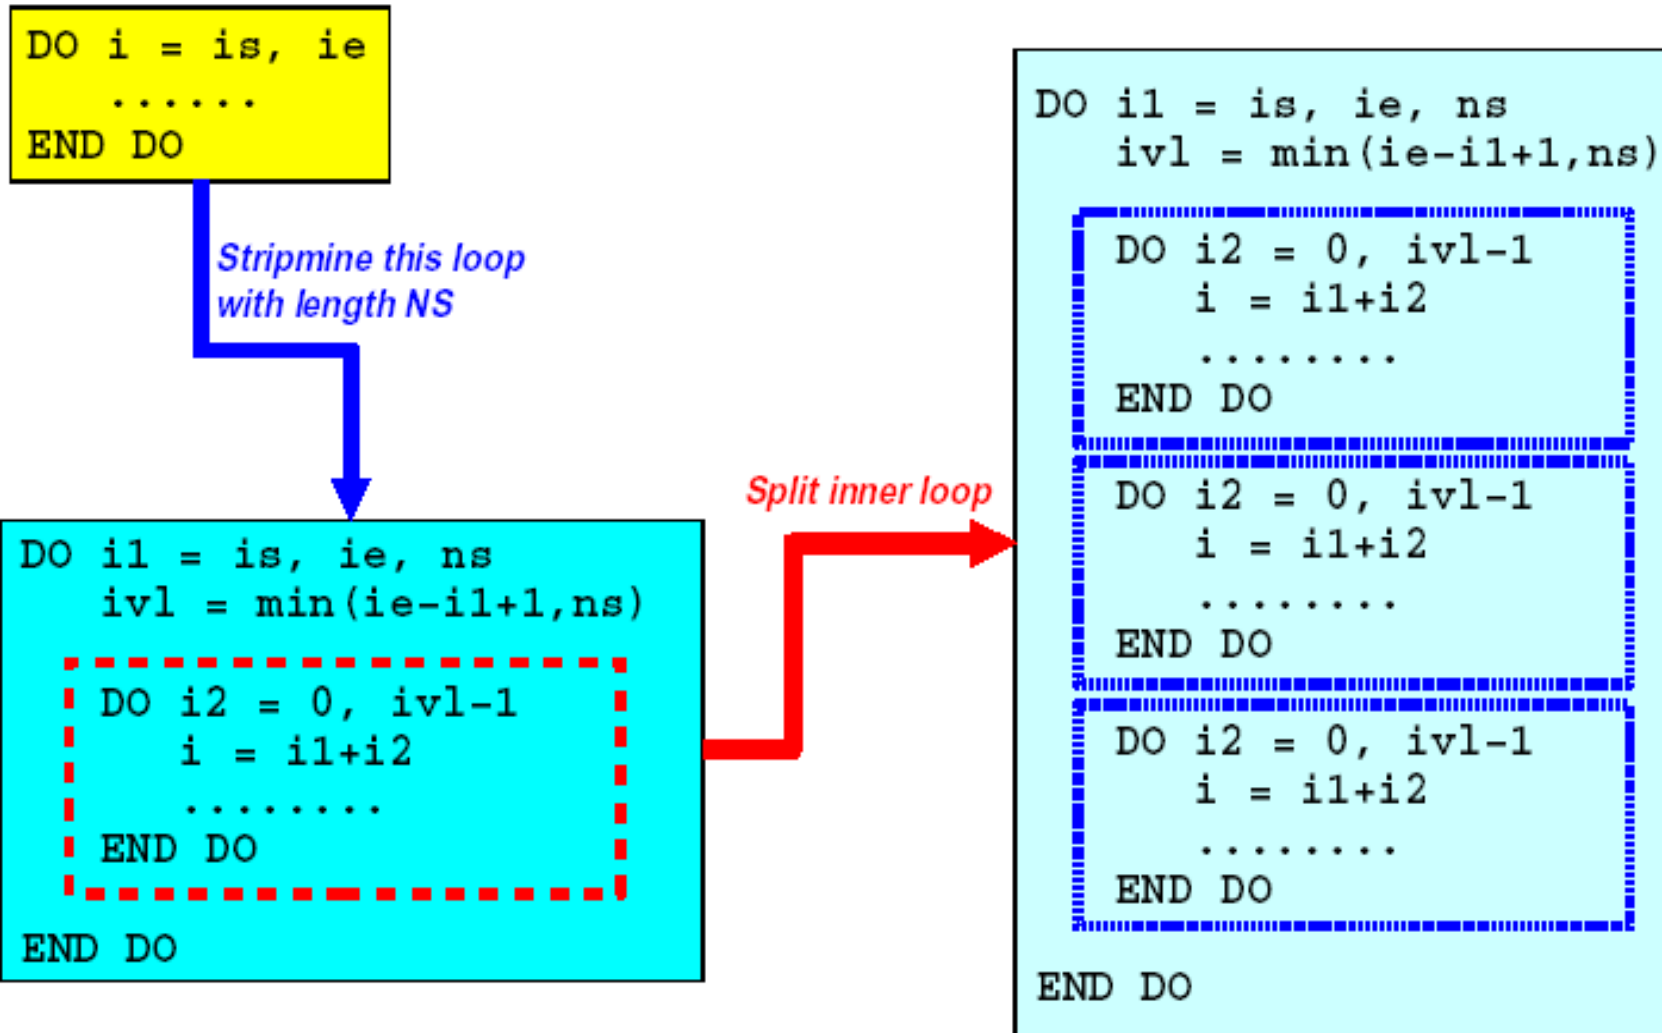 DO i = is, ie
......
END DO
Stripmine this loop
with length NS
DO i1 = is, ie, ns
ivl = min(ie-i1+1,ns)
DO i2 = 0, ivl-1
i = i1+i2
........
END DO
END DO
Split inner loop
DO i1 = is, ie, ns
ivl = min(ie-i1+1,ns)
DO i2 = 0, ivl-1
i = i1+i2
........
END DO
DO i2 = 0, ivl-1
i = i1+i2
........
END DO
DO i2 = 0, ivl-1
i = i1+i2
........
END DO
END DO